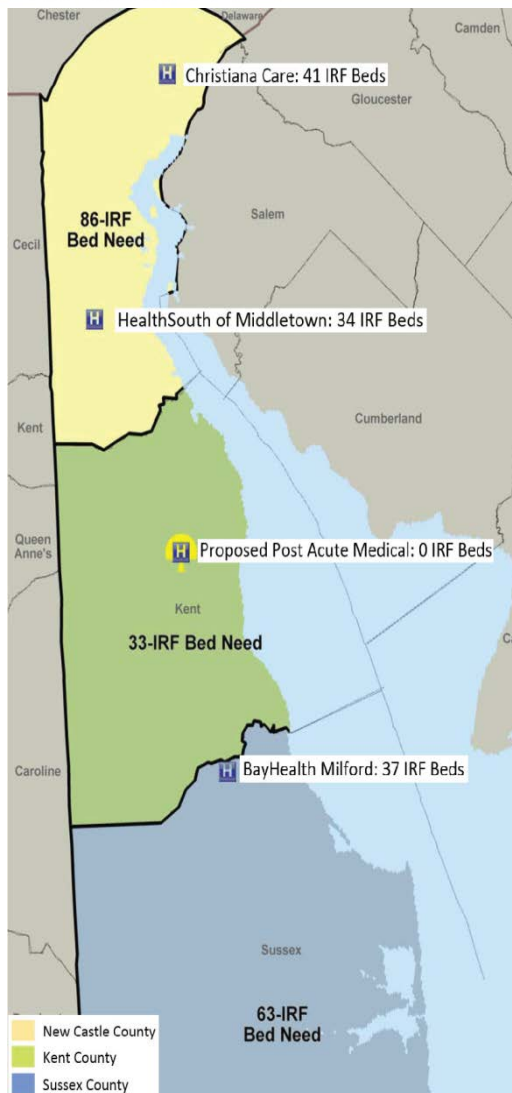 Chester
Delaware
Camden
H Christiana Care: 41 IRF Beds
Gloucester
Salem
86-IRF
Bed Need
Cecil
H HealthSouth of Middletown: 34 IRF Beds
Cumberland
Kent
Queen
Anne's
H Proposed Post Acute Medical: 0 IRF Beds
Kent
33-IRF Bed Need
Caroline
H BayHealth Milford: 37 IRF Beds
Sussex
63-IRF
Bed Need
New Castle County
Kent County
Sussex County